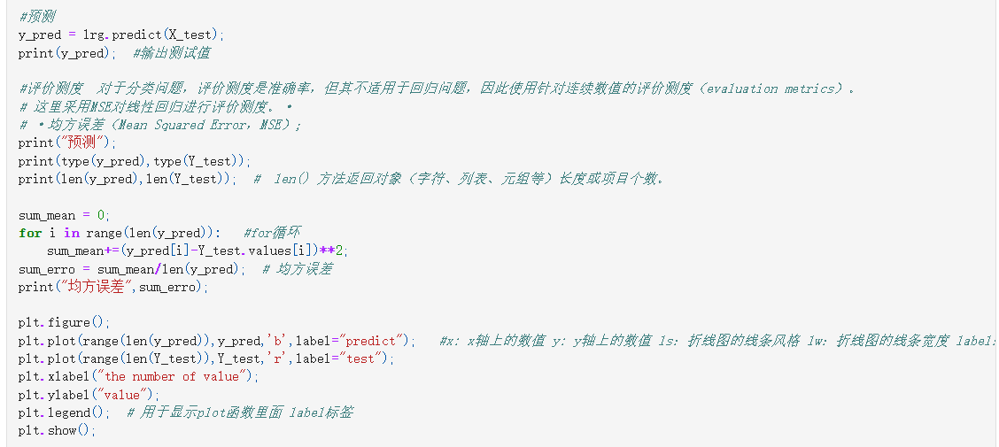 #预测
y_pred = lrg.predict(X_test);
print(y_pred);  #输出测试值
#评价测度  对于分类问题，评价测度是准确率，但其不适用于回归问题，因此使用针对连续数值的评价测度（evaluation metrics）。
# 这里采用MSE对线性回归进行评价测度。·
# ·均方误差（Mean Squared Error，MSE）;
print("预测");
print(type(y_pred),type(Y_test));
print(len(y_pred),len(Y_test));  #  len() 方法返回对象（字符、列表、元组等）长度或项目个数。
sum_mean = 0;
for i in range(len(y_pred)):   #for循环
    sum_mean+=(y_pred[i]-Y_test.values[i])**2;
sum_erro = sum_mean/len(y_pred);  # 均方误差
print("均方误差",sum_erro);
plt.figure();
plt.plot(range(len(y_pred)),y_pred,'b',label="predict");   #x: x轴上的数值 y: y轴上的数值 ls: 折线图的线条风格 lw: 折线图的线条宽度 label:
plt.plot(range(len(Y_test)),Y_test,'r',label="test");
plt.xlabel("the number of value");
plt.ylabel("value");
plt.legend();  # 用于显示plot函数里面 label标签
plt.show();